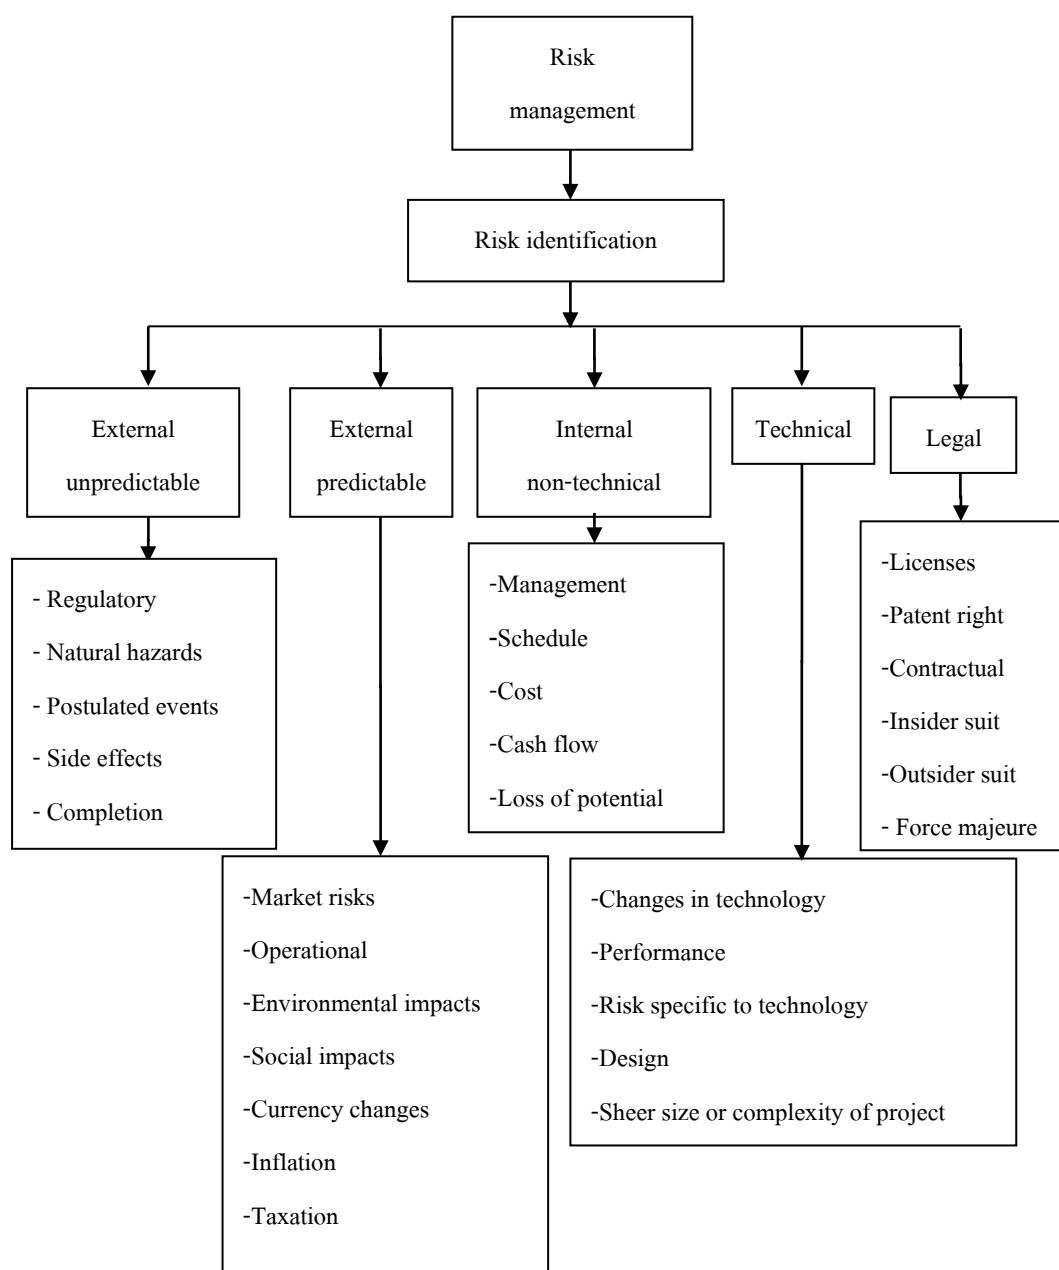 Risk
management
Risk identification
External
unpredictable
External
predictable
Internal
non-technical
Technical
Legal
- Regulatory
- Natural hazards
- Postulated events
- Side effects
- Completion
-Management
-Schedule
-Cost
-Cash flow
-Loss of potential
-Licenses
-Patent right
-Contractual
-Insider suit
-Outsider suit
- Force majeure
-Market risks
-Operational
-Environmental impacts
-Social impacts
-Currency changes
-Inflation
-Taxation
-Changes in technology
-Performance
-Risk specific to technology
-Design
-Sheer size or complexity of project